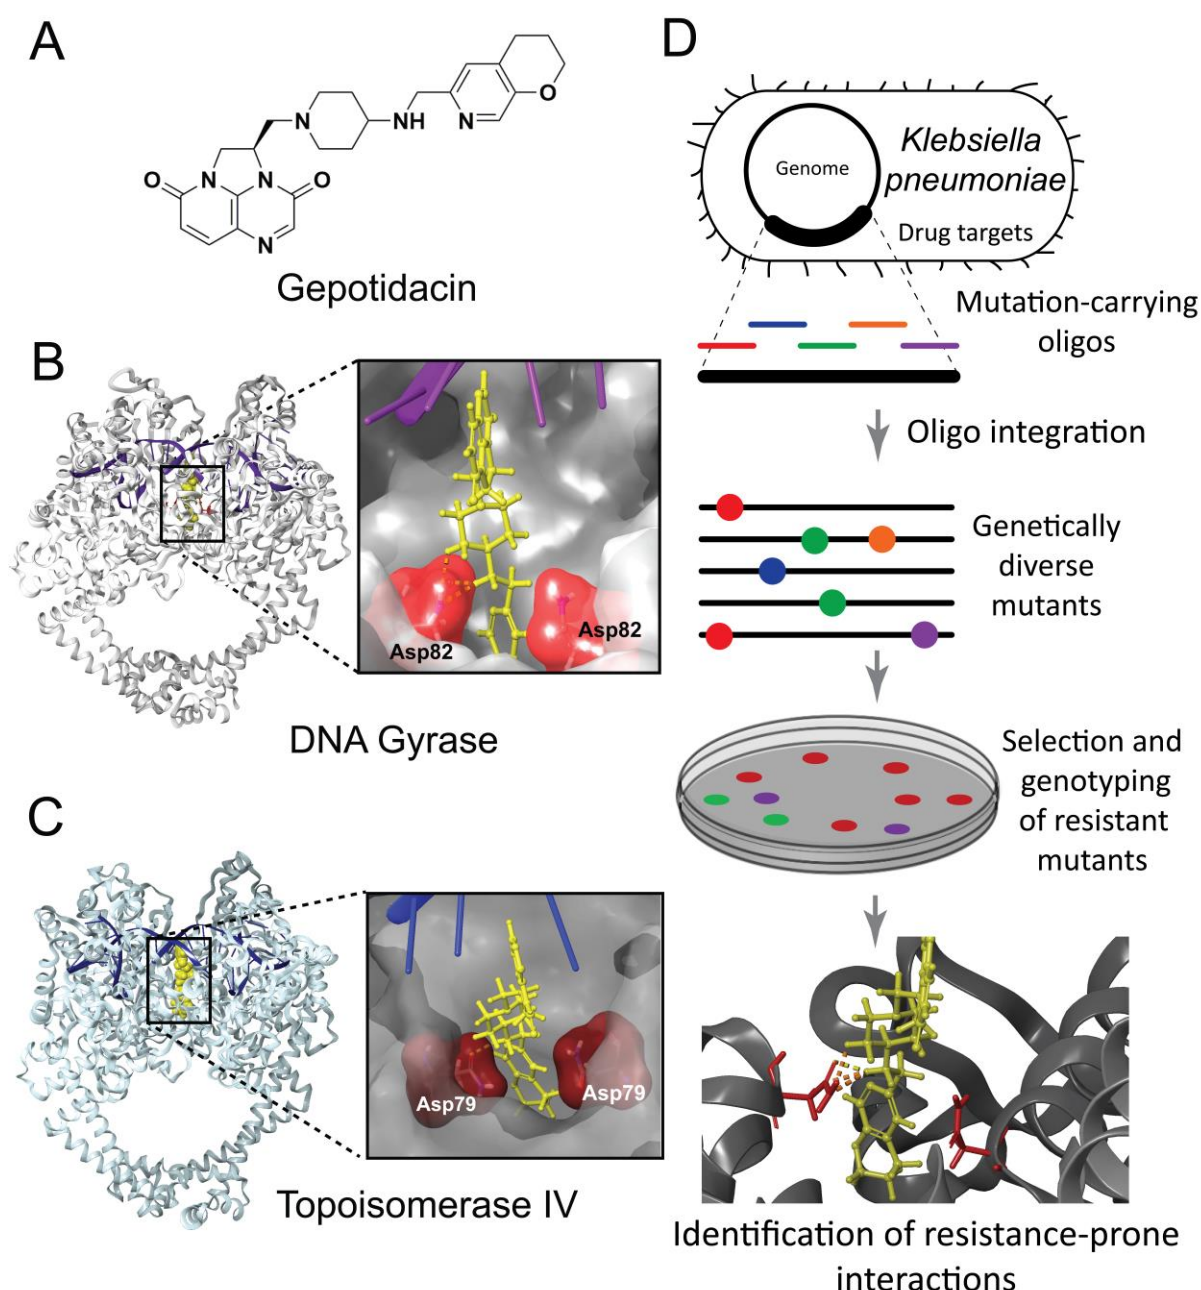 A
O
N
N
O
N
N
NH
N
O
Gepotidacin
B
Asp82
Asp82
DNA Gyrase
C
Asp79
Asp79
Topoisomerase IV
D
Genome
Klebsiella
pneumoniae
Drug targets
Mutation-carrying
oligos
Oligo integration
Genetically
diverse
mutants
Selection and
genotyping
of resistant
mutants
Identification of resistance-prone
interactions